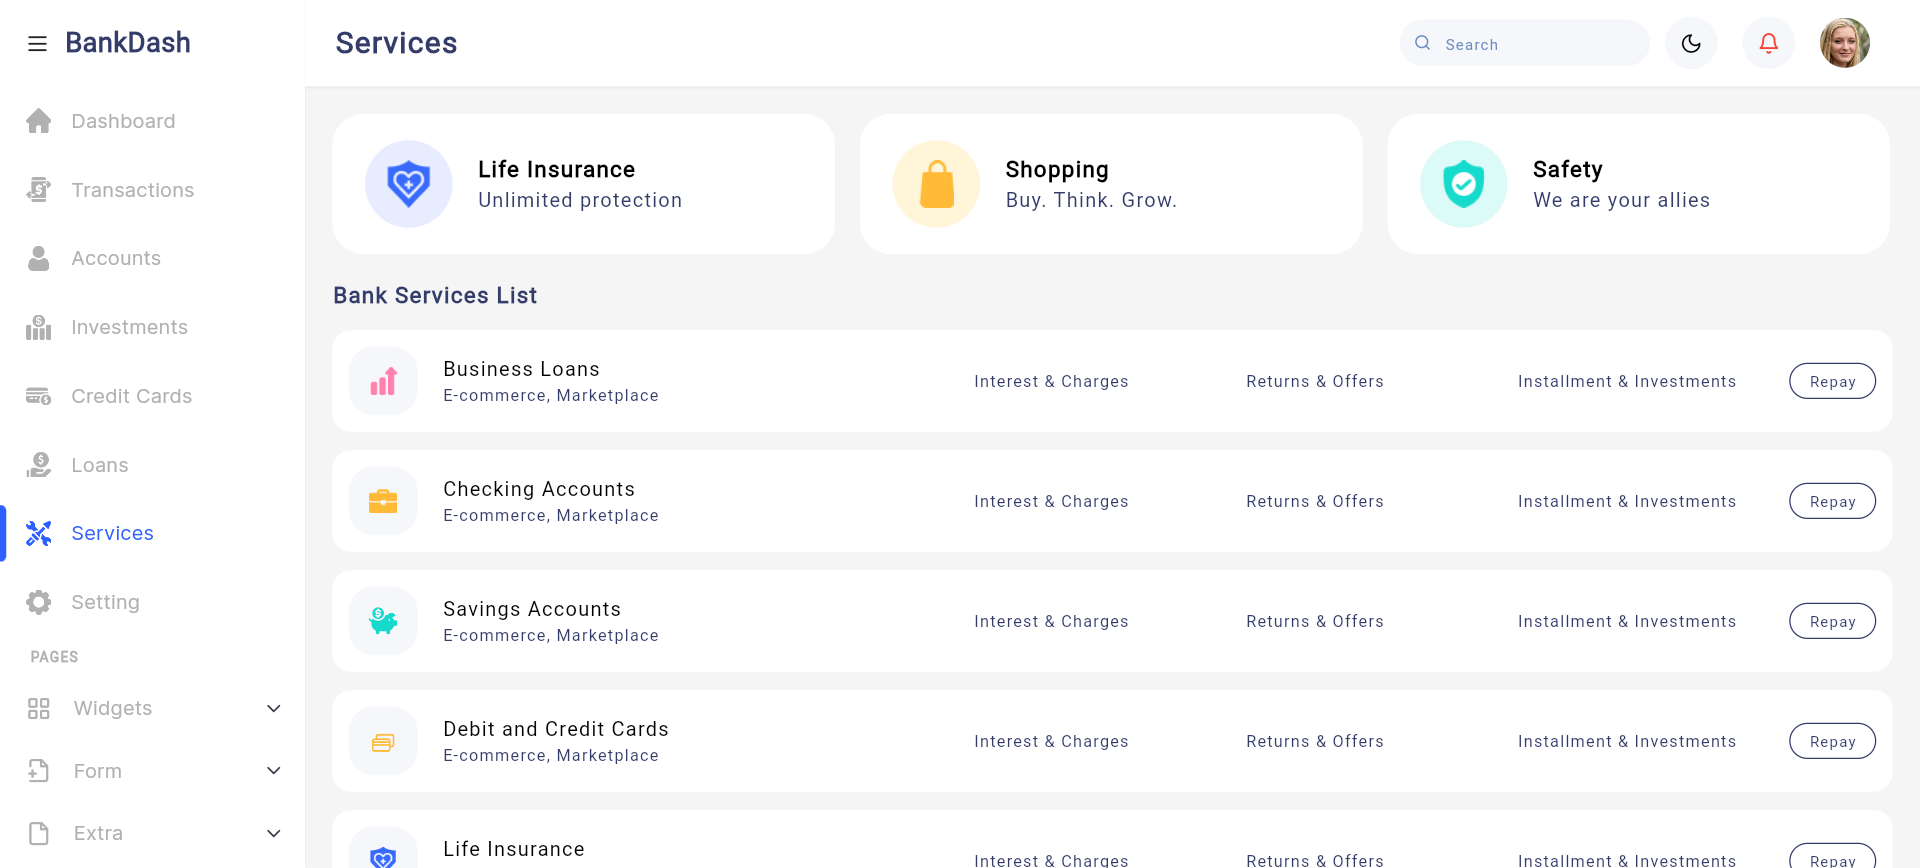 BankDash
Services
Search
Dashboard
Transactions
Accounts
Investments
Credit Cards
Loans
Services
Setting
PAGES
Widgets
Form
Extra
Life Insurance
Unlimited protection
Shopping
Buy. Think. Grow.
Safety
We are your allies
Bank Services List
Business Loans
E-commerce, Marketplace
Interest & Charges
Returns & Offers
Installment & Investments
Repay
Checking Accounts
E-commerce, Marketplace
Interest & Charges
Returns & Offers
Installment & Investments
Repay
Savings Accounts
E-commerce, Marketplace
Interest & Charges
Returns & Offers
Installment & Investments
Repay
Debit and Credit Cards
E-commerce, Marketplace
Interest & Charges
Returns & Offers
Installment & Investments
Repay
Life Insurance
Interest & Charges
Returns & Offers
Installment & Investments
Repay